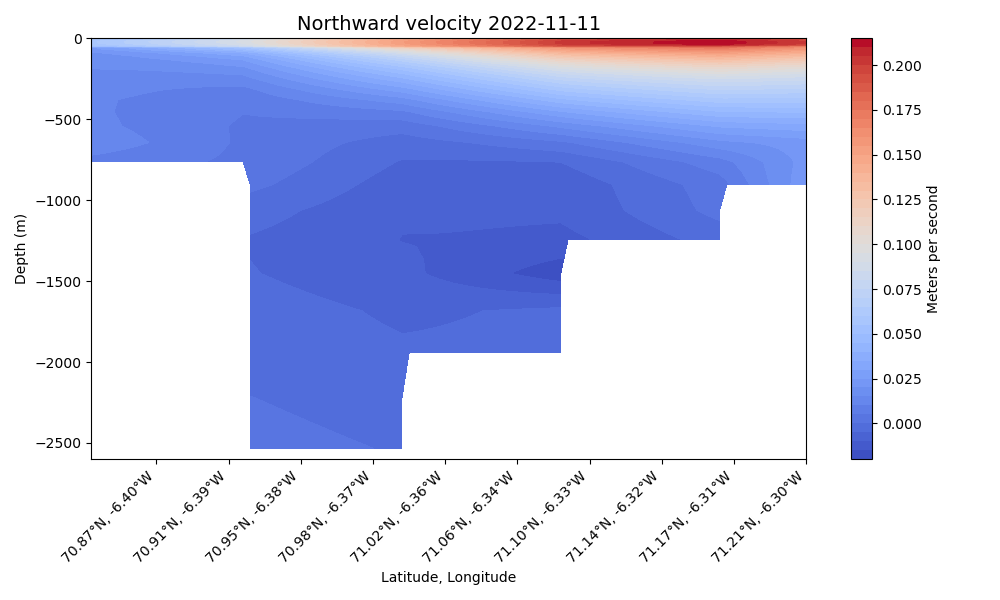 Northward velocity 2022-11-11
0
−500
−1000
−1500
−2000
−2500
Depth (m)
70.87°N, -6.40°W
70.91°N, -6.39°W
70.95°N, -6.38°W
70.98°N, -6.37°W
71.02°N, -6.36°W
71.06°N, -6.34°W
71.10°N, -6.33°W
71.14°N, -6.32°W
71.17°N, -6.31°W
71.21°N, -6.30°W
Latitude, Longitude
0.200
0.175
0.150
0.125
0.100
0.075
0.050
0.025
0.000
Meters per second